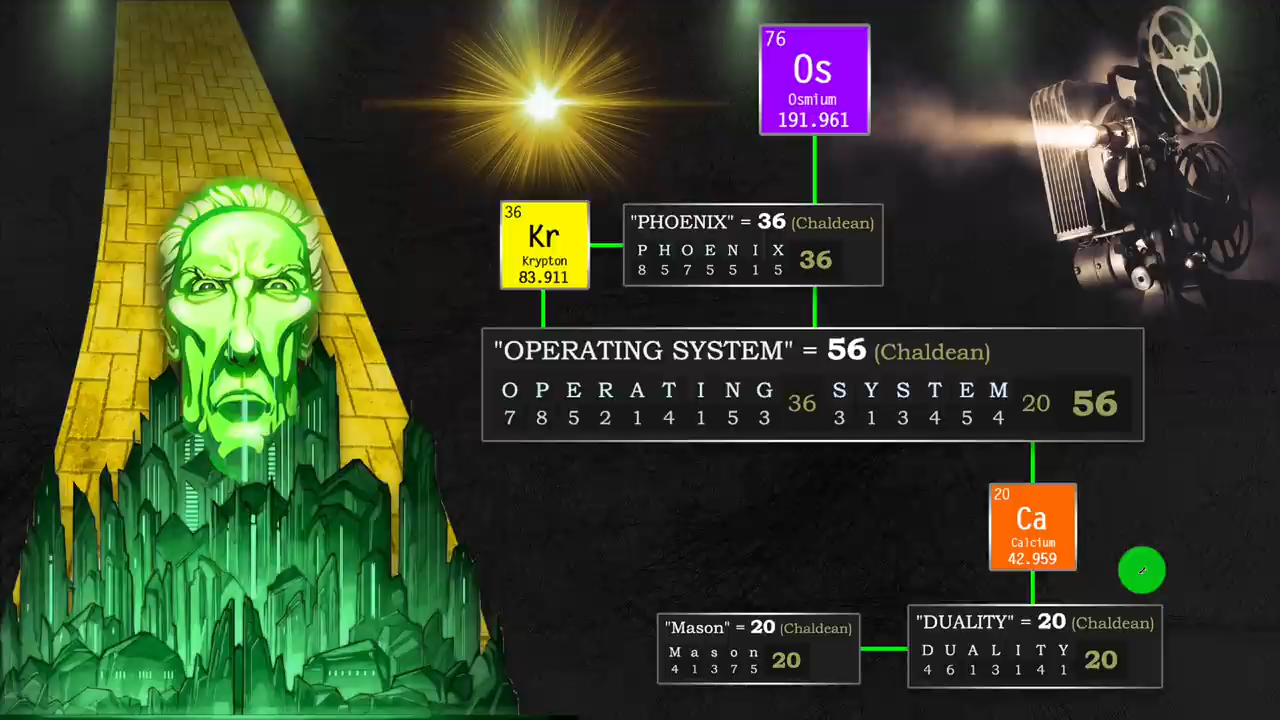 76
Os
Osmium
191.961
36
Kr
Krypton
83.911
"PHOENIX" = 36 (Chaldean)
P H O E N I X
8 5 7 5 5 1 5 36
"OPERATING SYSTEM" = 56 (Chaldean)
O P E R A T I N G 36 S Y S T E M 20 56
7 8 5 2 1 4 1 5 3 3 1 3 4 5 4
20
Ca
Calcium
42.959
"Mason" = 20 (Chaldean)
M a s o n
4 1 3 7 5 20
"DUALITY" = 20 (Chaldean)
D U A L I T Y
4 6 1 3 1 4 1 20